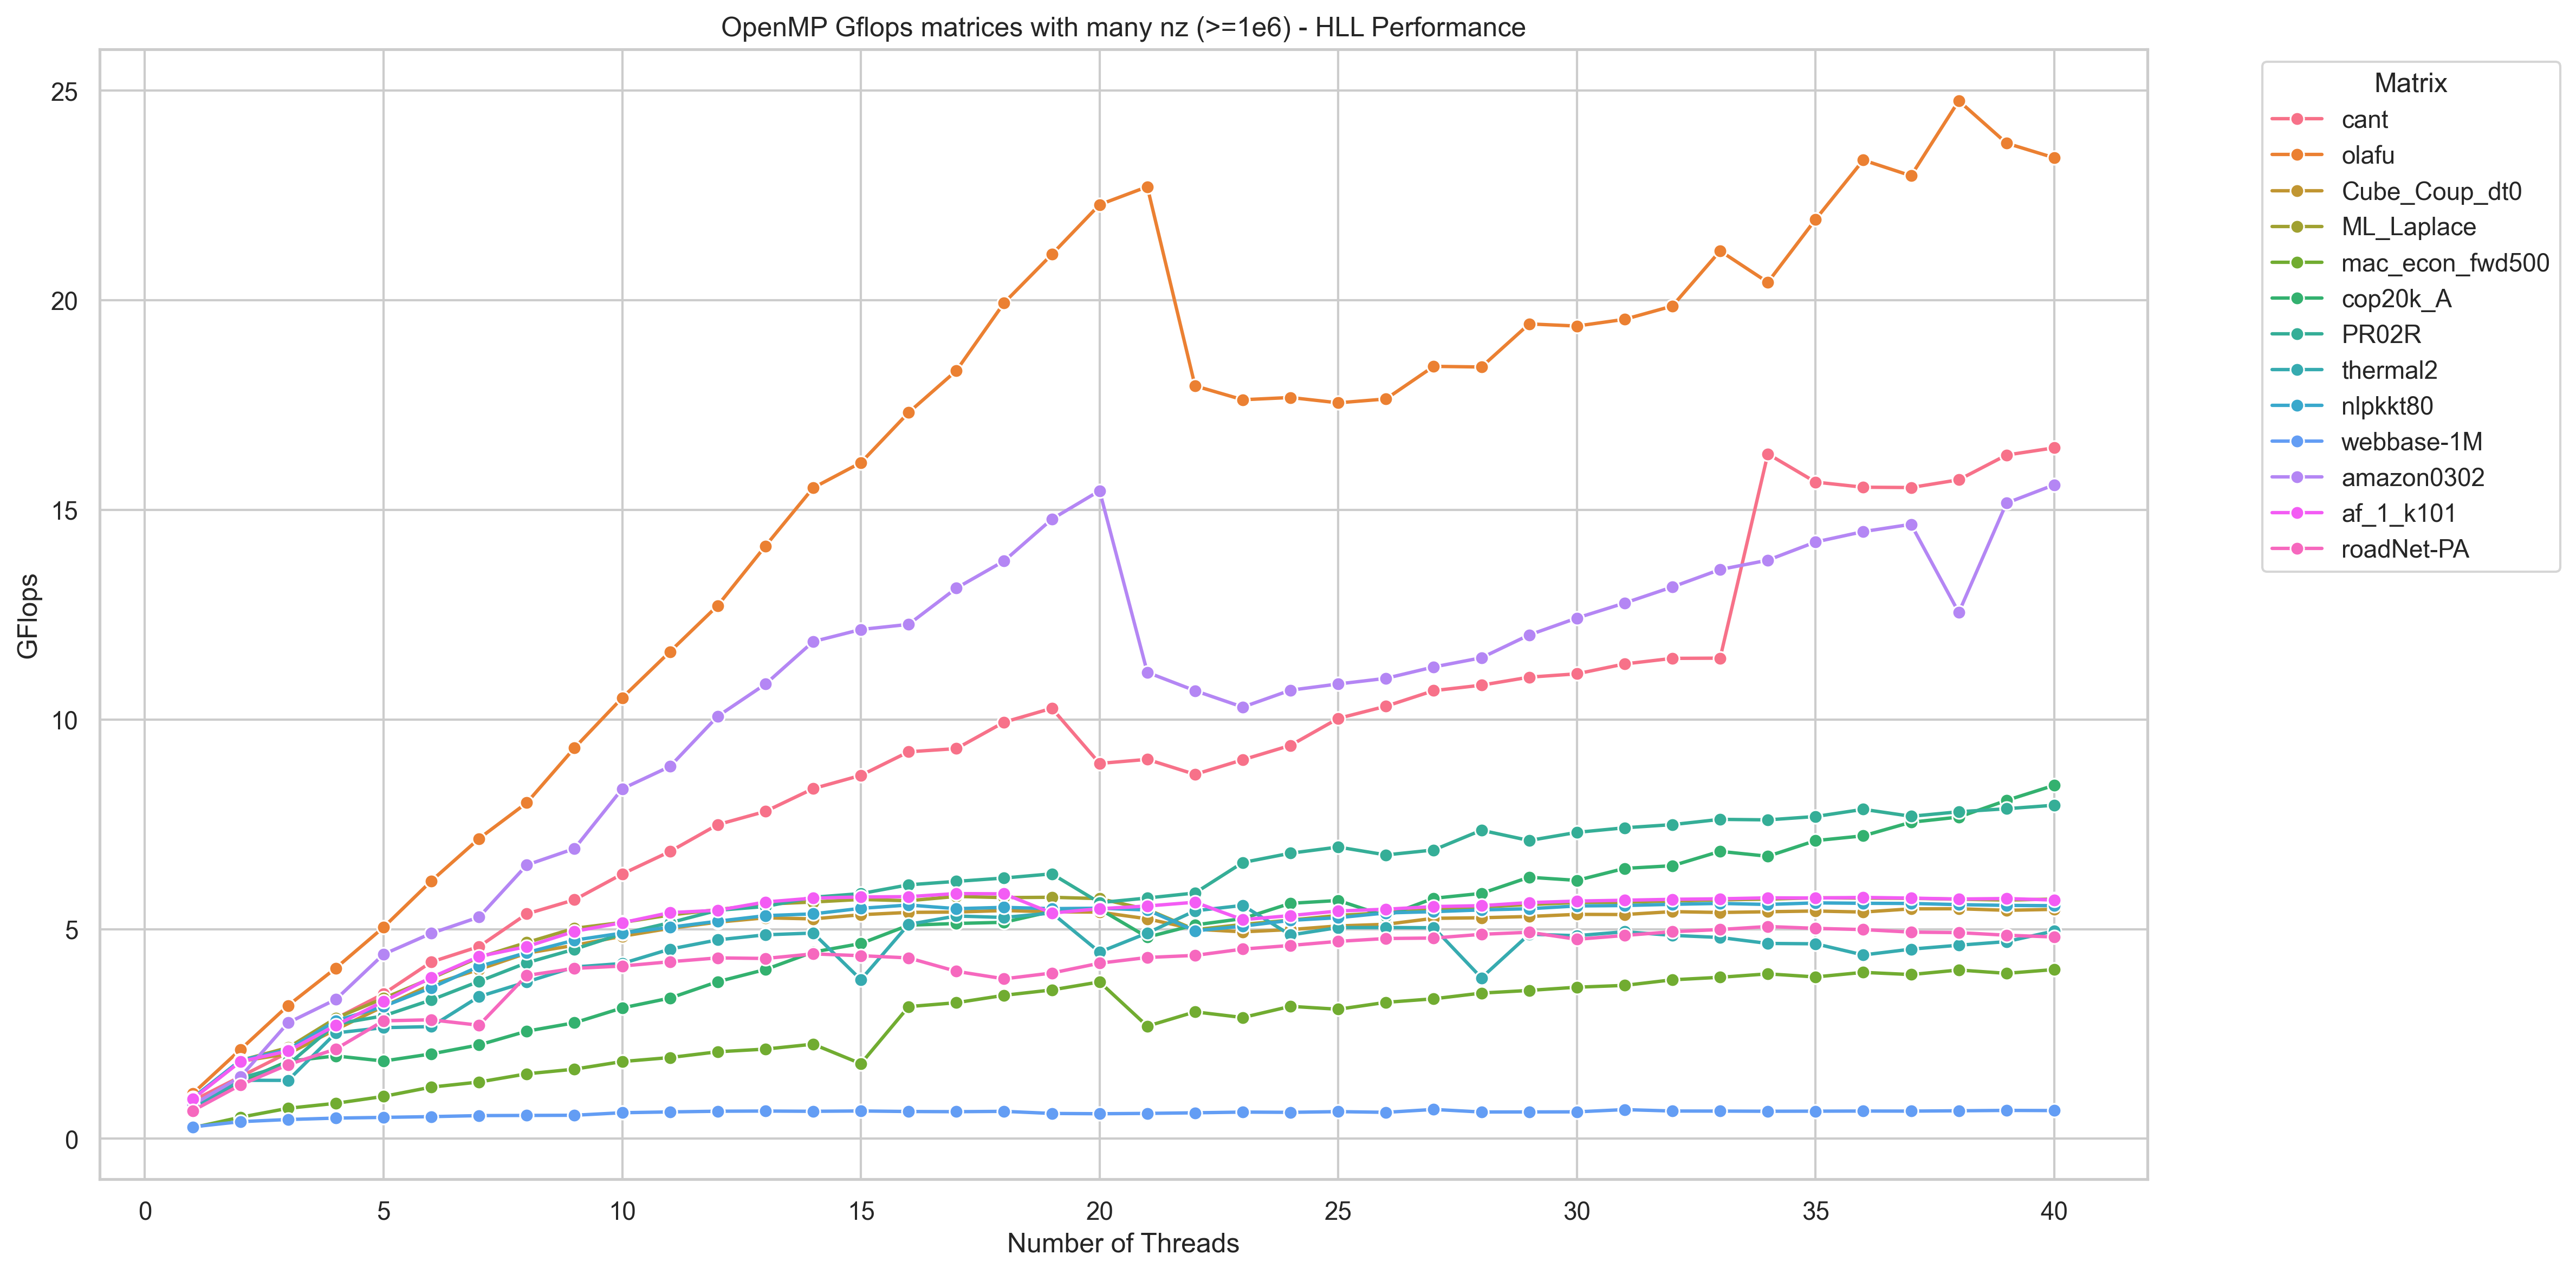 OpenMP Gflops matrices with many nz (>=1e6) - HLL Performance
25
20
15
10
5
0
GFlops
0 5 10 15 20 25 30 35 40
Number of Threads
Matrix
cant
olafu
Cube_Coup_dt0
ML_Laplace
mac_econ_fwd500
cop20k_A
PR02R
thermal2
nlpkkt80
webbase-1M
amazon0302
af_1_k101
roadNet-PA